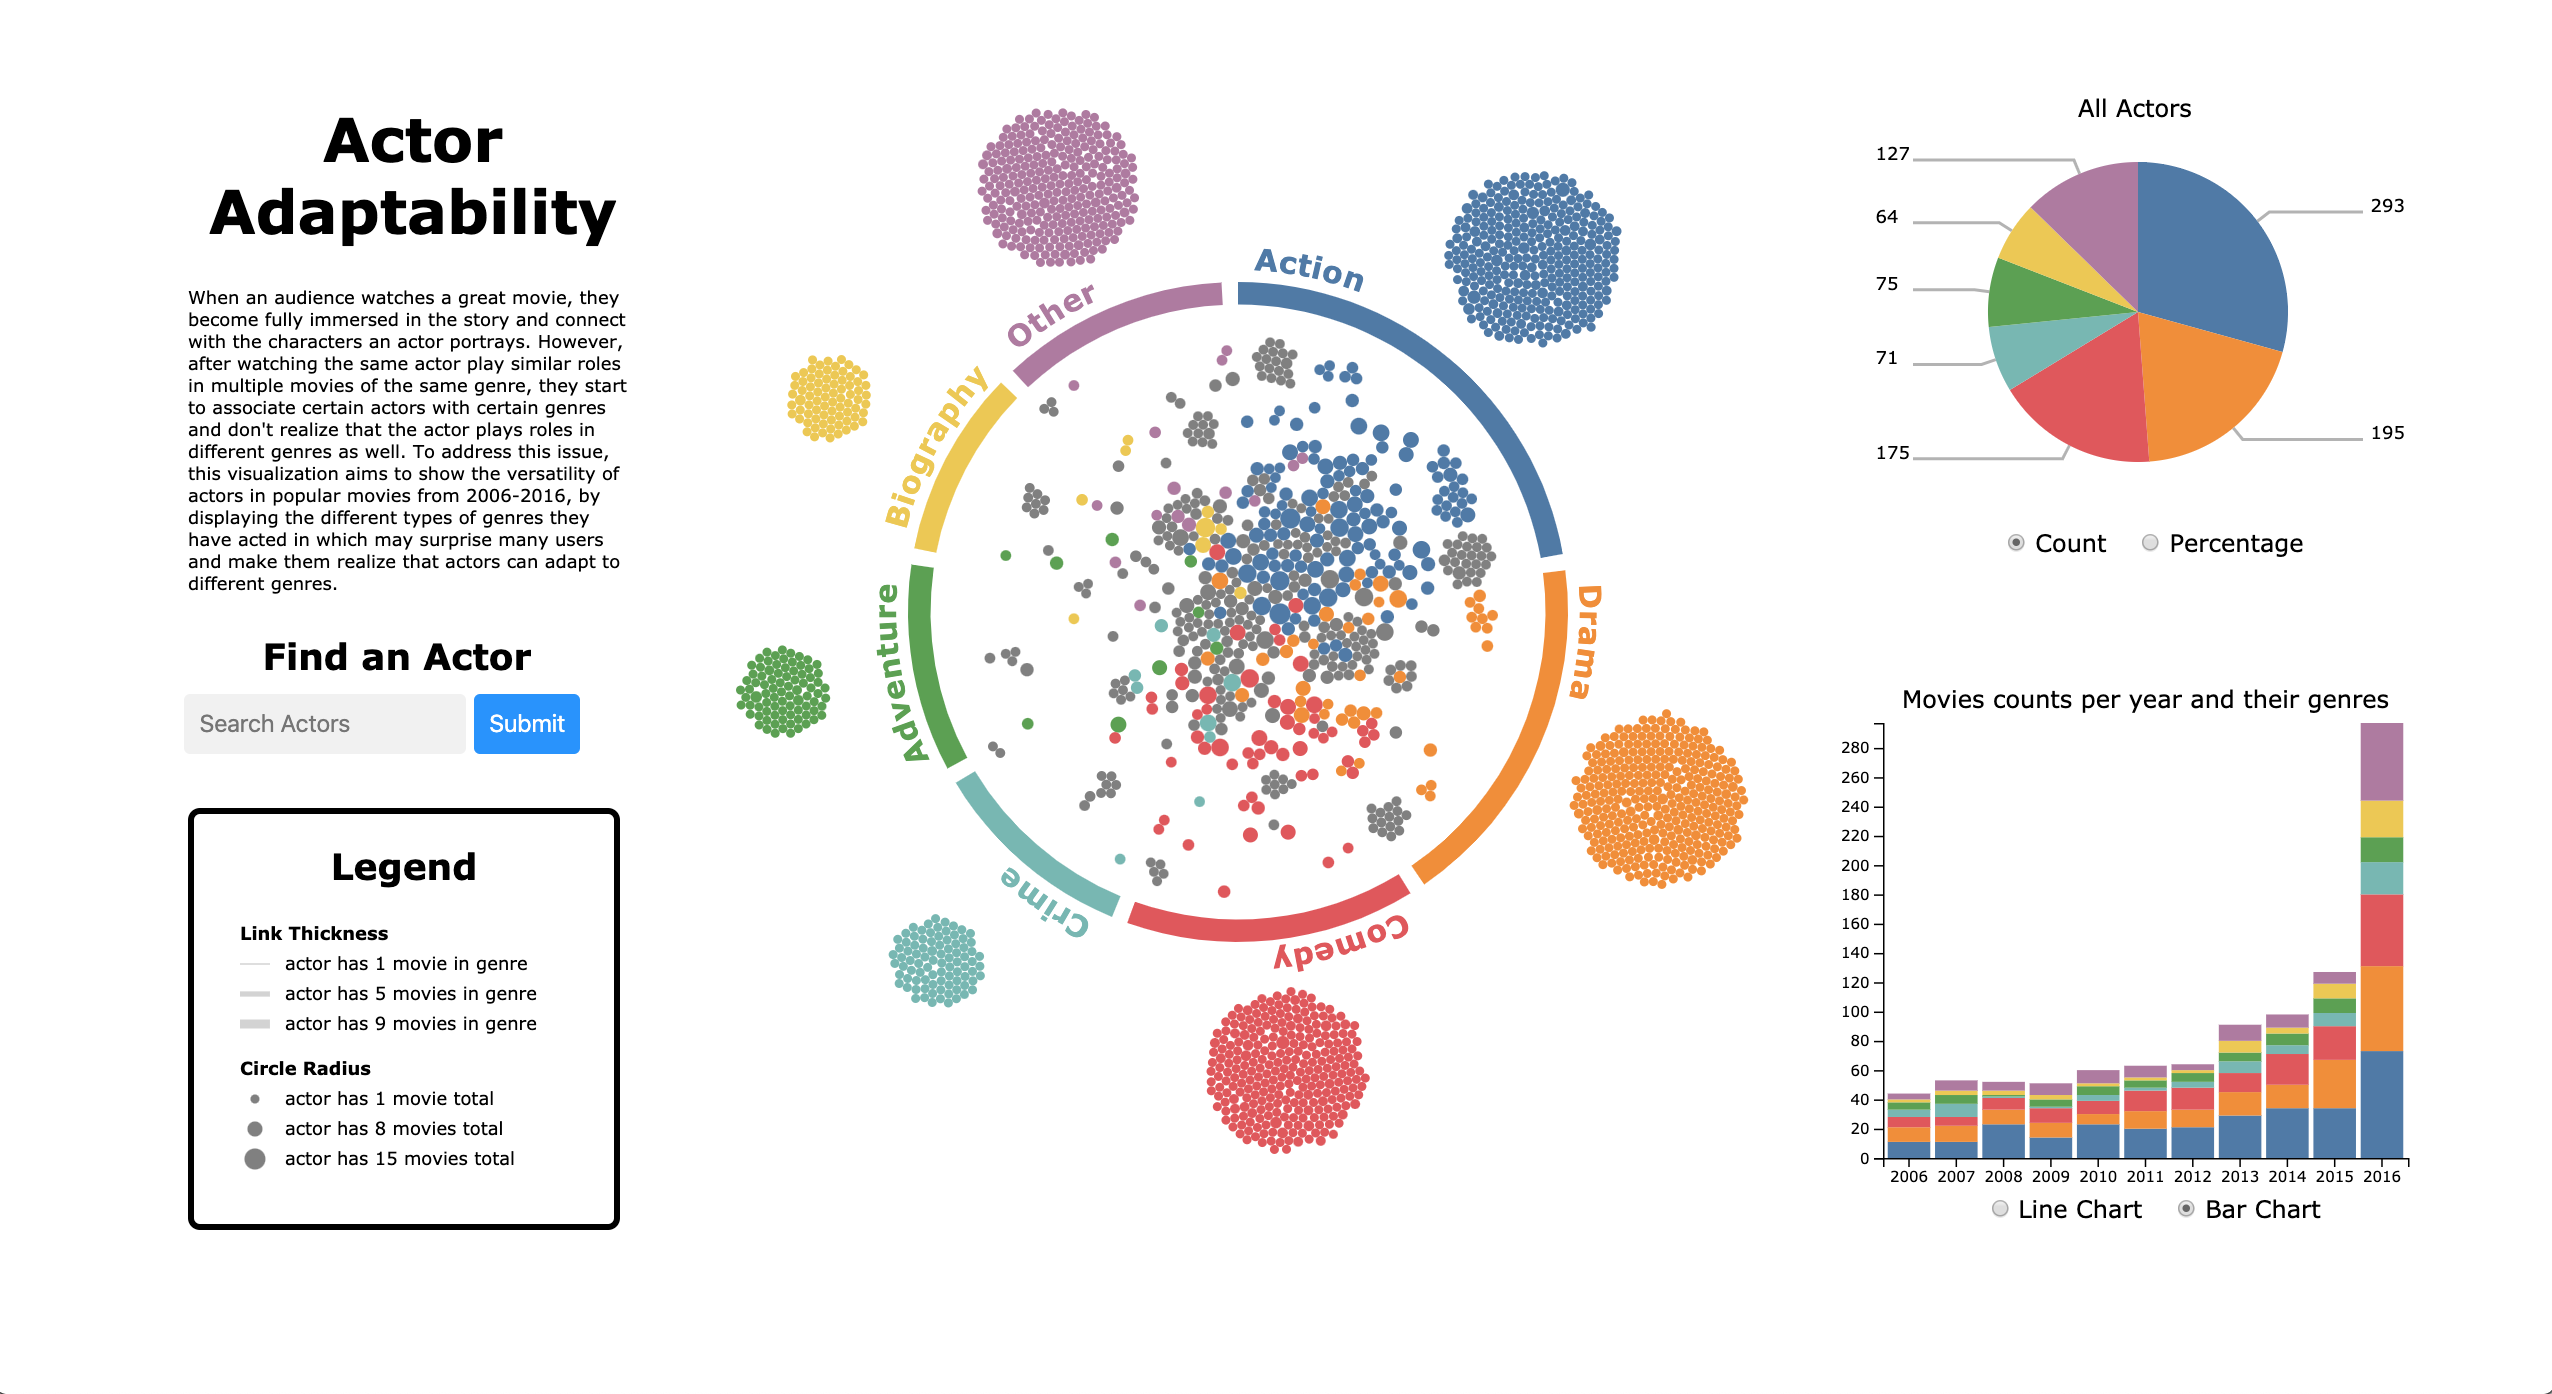 Actor
Adaptability
When an audience watches a great movie, they
become fully immersed in the story and connect
with the characters an actor portrays. However,
after watching the same actor play similar roles
in multiple movies of the same genre, they start
to associate certain actors with certain genres
and don't realize that the actor plays roles in
different genres as well. To address this issue,
this visualization aims to show the versatility of
actors in popular movies from 2006-2016, by
displaying the different types of genres they
have acted in which may surprise many users
and make them realize that actors can adapt to
different genres.
Find an Actor
Search Actors
Submit
Legend
Link Thickness
actor has 1 movie in genre
actor has 5 movies in genre
actor has 9 movies in genre
Circle Radius
actor has 1 movie total
actor has 8 movies total
actor has 15 movies total
Action
Drama
Comedy
Crime
Adventure
Biography
Other
All Actors
127
64
75
71
175
293
195
Count
Percentage
Movies counts per year and their genres
280
260
240
220
200
180
160
140
120
100
80
60
40
20
0
2006 2007 2008 2009 2010 2011 2012 2013 2014 2015 2016
Line Chart
Bar Chart